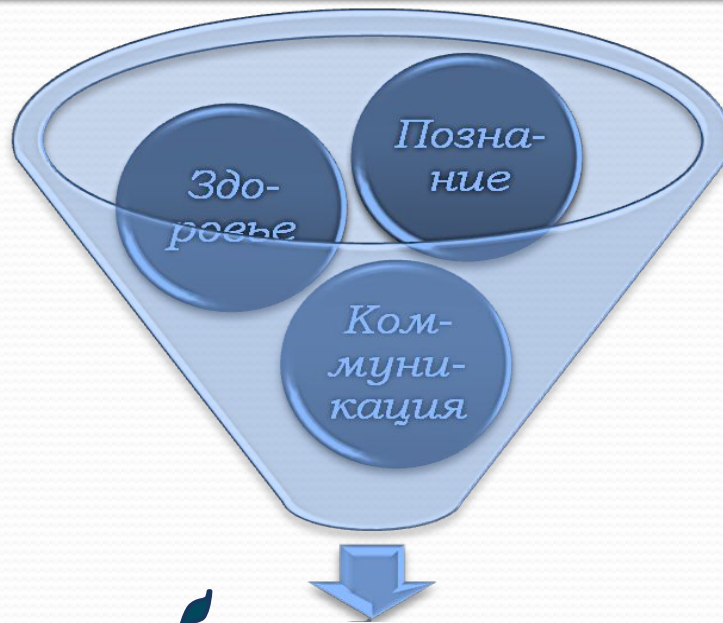 Здо-
ровье
Позна-
ние
Ком-
муни-
кация